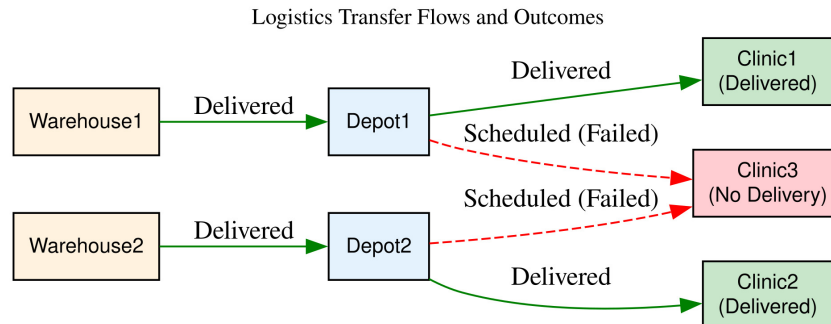 Logistics Transfer Flows and Outcomes
Warehouse1
Delivered
Depot1
Delivered
Clinic1
(Delivered)
Scheduled (Failed)
Clinic3
(No Delivery)
Scheduled (Failed)
Warehouse2
Delivered
Depot2
Delivered
Clinic2
(Delivered)